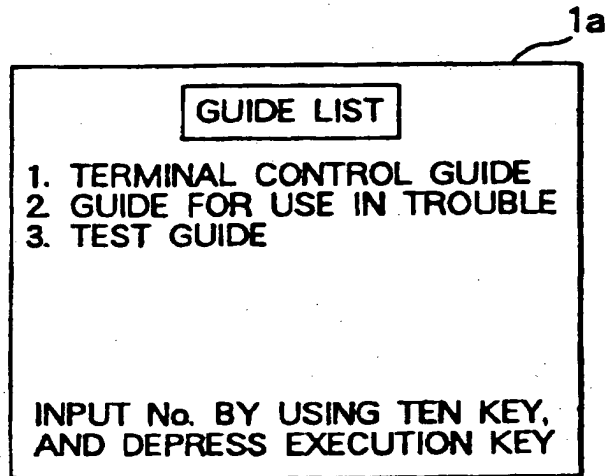 1a
GUIDE LIST
1. TERMINAL CONTROL GUIDE
2. GUIDE FOR USE IN TROUBLE
3. TEST GUIDE
INPUT No. BY USING TEN KEY,
AND DEPRESS EXECUTION KEY